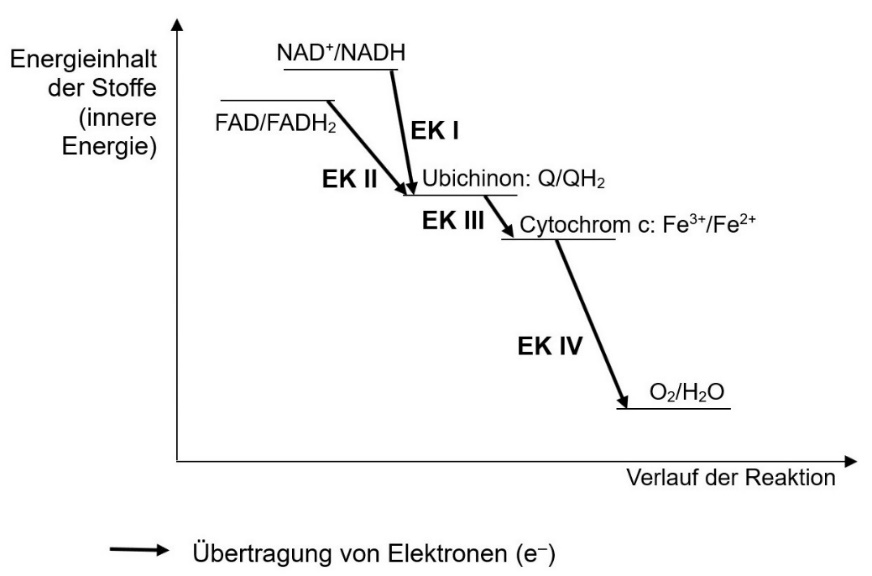 Energieinhalt
der Stoffe
(innere
Energie)
NAD⁺/NADH
FAD/FADH₂
EK I
EK II
Ubichinon: Q/QH₂
EK III
Cytochrom c: Fe³⁺/Fe²⁺
EK IV
O₂/H₂O
Verlauf der Reaktion
Übertragung von Elektronen (e⁻)